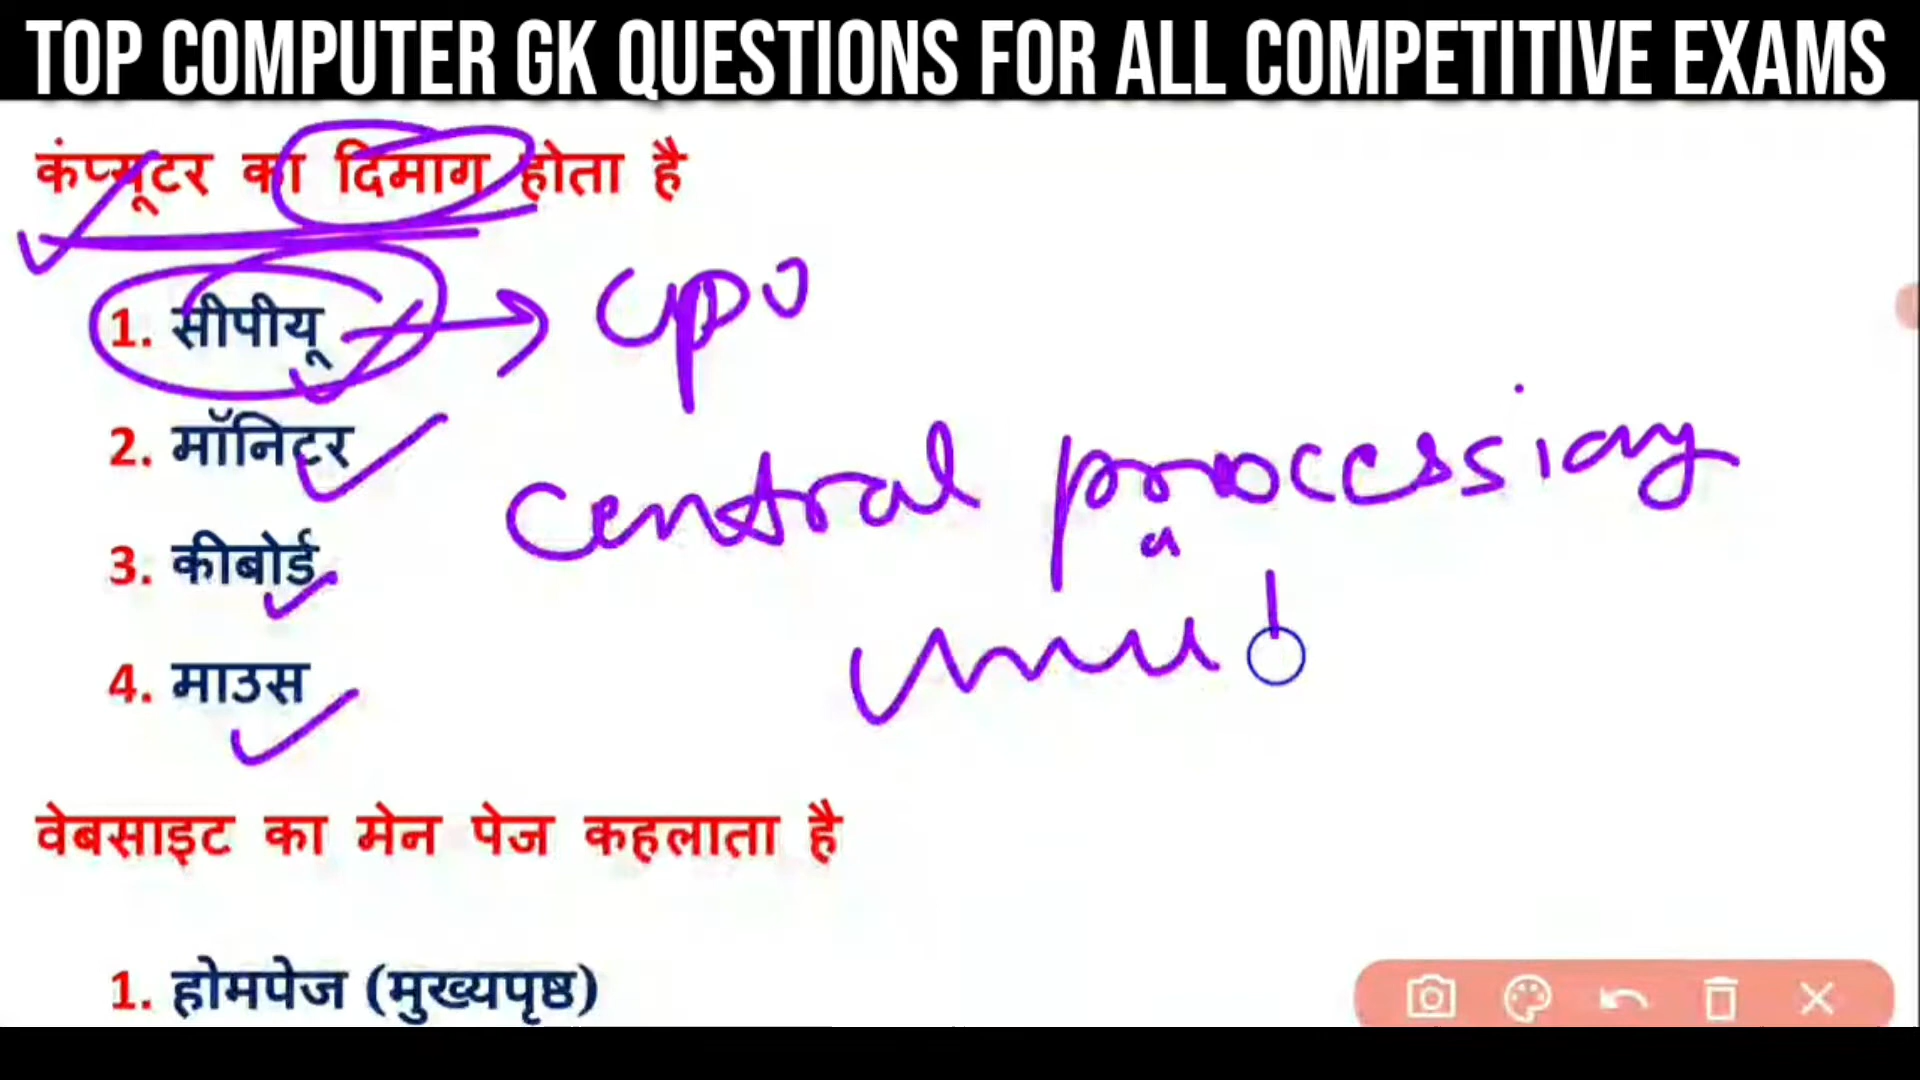 TOP COMPUTER GK QUESTIONS FOR ALL COMPETITIVE EXAMS
कंप्यूटर का दिमाग होता है
1. सीपीयू
CPU
2. मॉनिटर
central processing
3. कीबोर्ड
4. माउस
वेबसाइट का मेन पेज कहलाता है
1. होमपेज (मुख्यपृष्ठ)